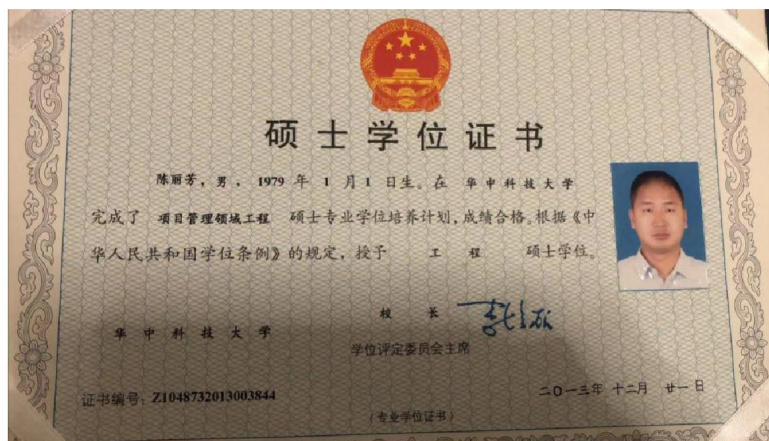 硕士学位证书
陈丽芳，男，1979 年 1 月 1 日生。在 华中科技大学
完成了 项目管理领域工程 硕士专业学位培养计划，成绩合格。根据《中
华人民共和国学位条例》的规定，授予 工 程 硕士学位。
华 中 科 技 大 学
校 长
学位评定委员会主席
证书编号：Z1048732013003844
二〇一三年 十二月 廿一日
（专业学位证书）